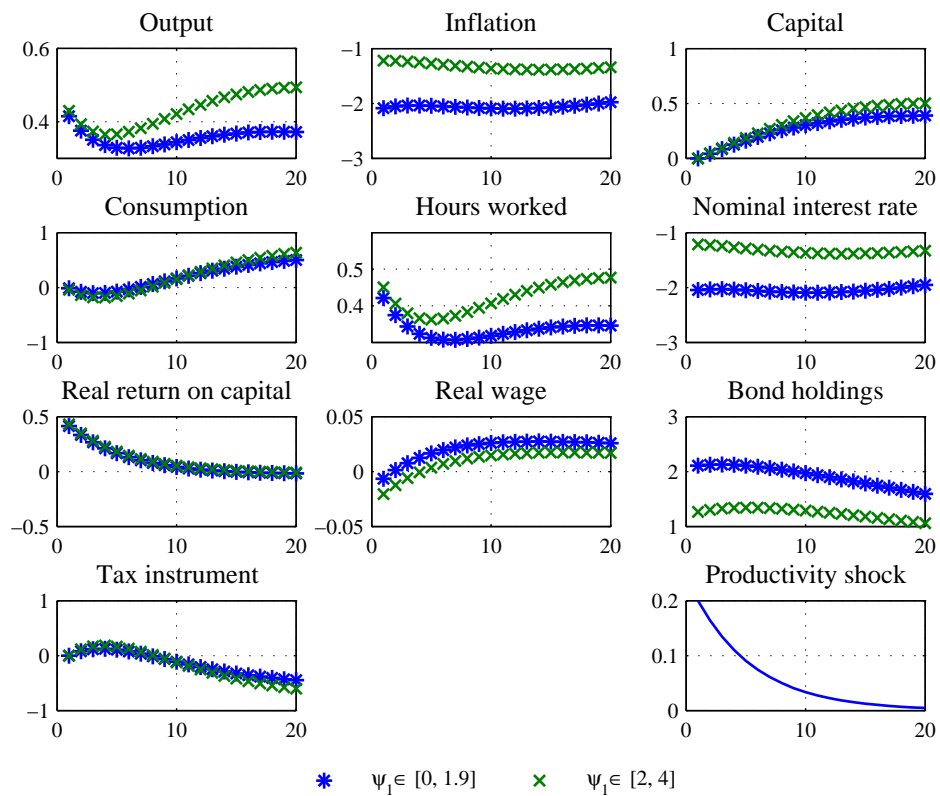 Output Inflation Capital
0.6 −1 1
0.4 −2 0.5
−3 0
0 10 20 0 10 20 0 10 20
Consumption Hours worked Nominal interest rate
1 −1
0 0.5 −2
−1 0.4 −3
0 10 20 0 10 20 0 10 20
Real return on capital Real wage Bond holdings
0.5 0.05 3
0 0 2
−0.5 −0.05 1
0 10 20 0 10 20 0 10 20
Tax instrument Productivity shock
1 0.2
0 0.1
−1 0
0 10 20 0 10 20
ψ₁∈ [0, 1.9] ψ₁∈ [2, 4]